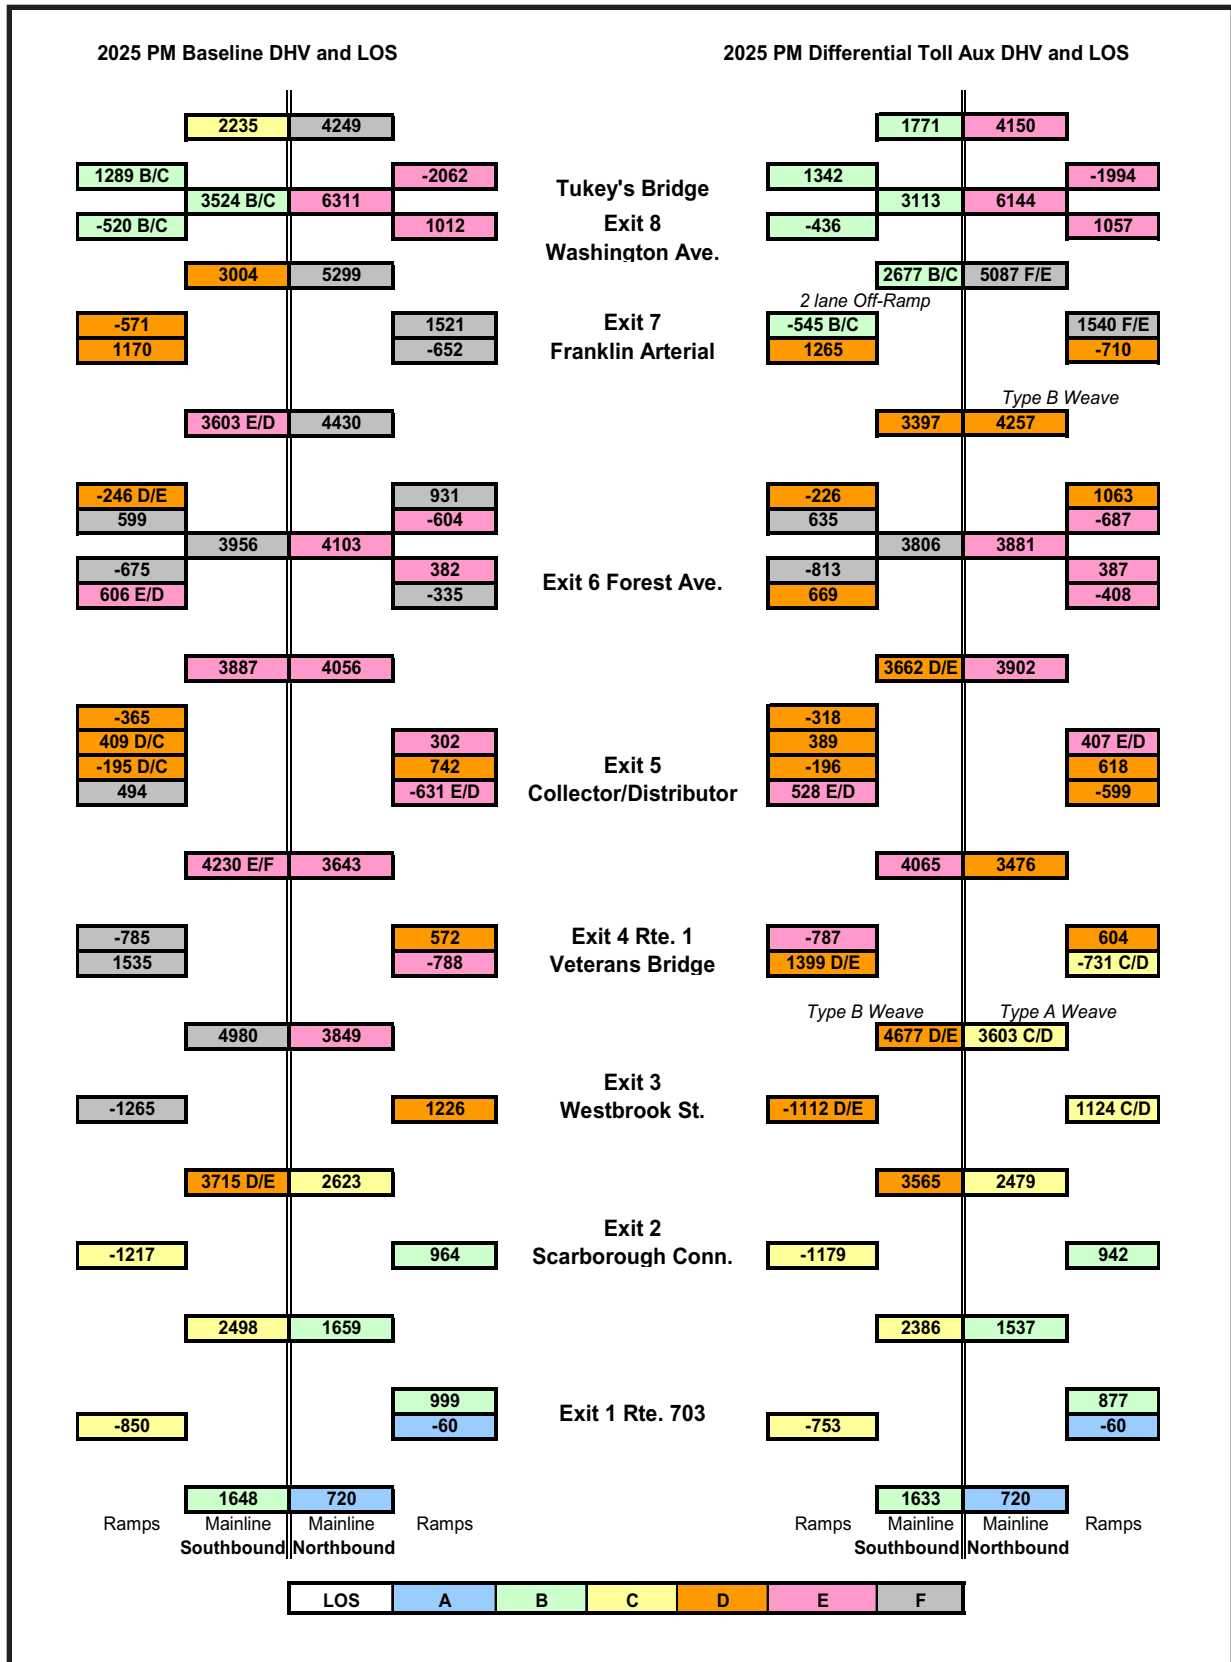 2025 PM Baseline DHV and LOS 2025 PM Differential Toll Aux DHV and LOS
2235 4249 1771 4150
1289 B/C -2062 Tukey's Bridge 1342 -1994
3524 B/C 6311 3113 6144
-520 B/C 1012 Exit 8 -436 1057
Washington Ave.
3004 5299 2677 B/C 5087 F/E
2 lane Off-Ramp
-571 1521 Exit 7 -545 B/C 1540 F/E
1170 -652 Franklin Arterial 1265 -710
Type B Weave
3603 E/D 4430 3397 4257
-246 D/E 931 -226 1063
599 -604 635 -687
3956 4103 3806 3881
-675 382 Exit 6 Forest Ave. -813 387
606 E/D -335 669 -408
3887 4056 3662 D/E 3902
-365 -318
409 D/C 302 389 407 E/D
-195 D/C 742 Exit 5 -196 618
494 -631 E/D Collector/Distributor 528 E/D -599
4230 E/F 3643 4065 3476
-785 572 Exit 4 Rte. 1 -787 604
1535 -788 Veterans Bridge 1399 D/E -731 C/D
Type B Weave Type A Weave
4980 3849 4677 D/E 3603 C/D
Exit 3
-1265 1226 Westbrook St. -1112 D/E 1124 C/D
3715 D/E 2623 3565 2479
Exit 2
-1217 964 Scarborough Conn. -1179 942
2498 1659 2386 1537
999 877
-850 -60 Exit 1 Rte. 703 -753 -60
1648 720 1633 720
Ramps Mainline Mainline Ramps Ramps Mainline Mainline Ramps
Southbound Northbound Southbound Northbound
LOS A B C D E F